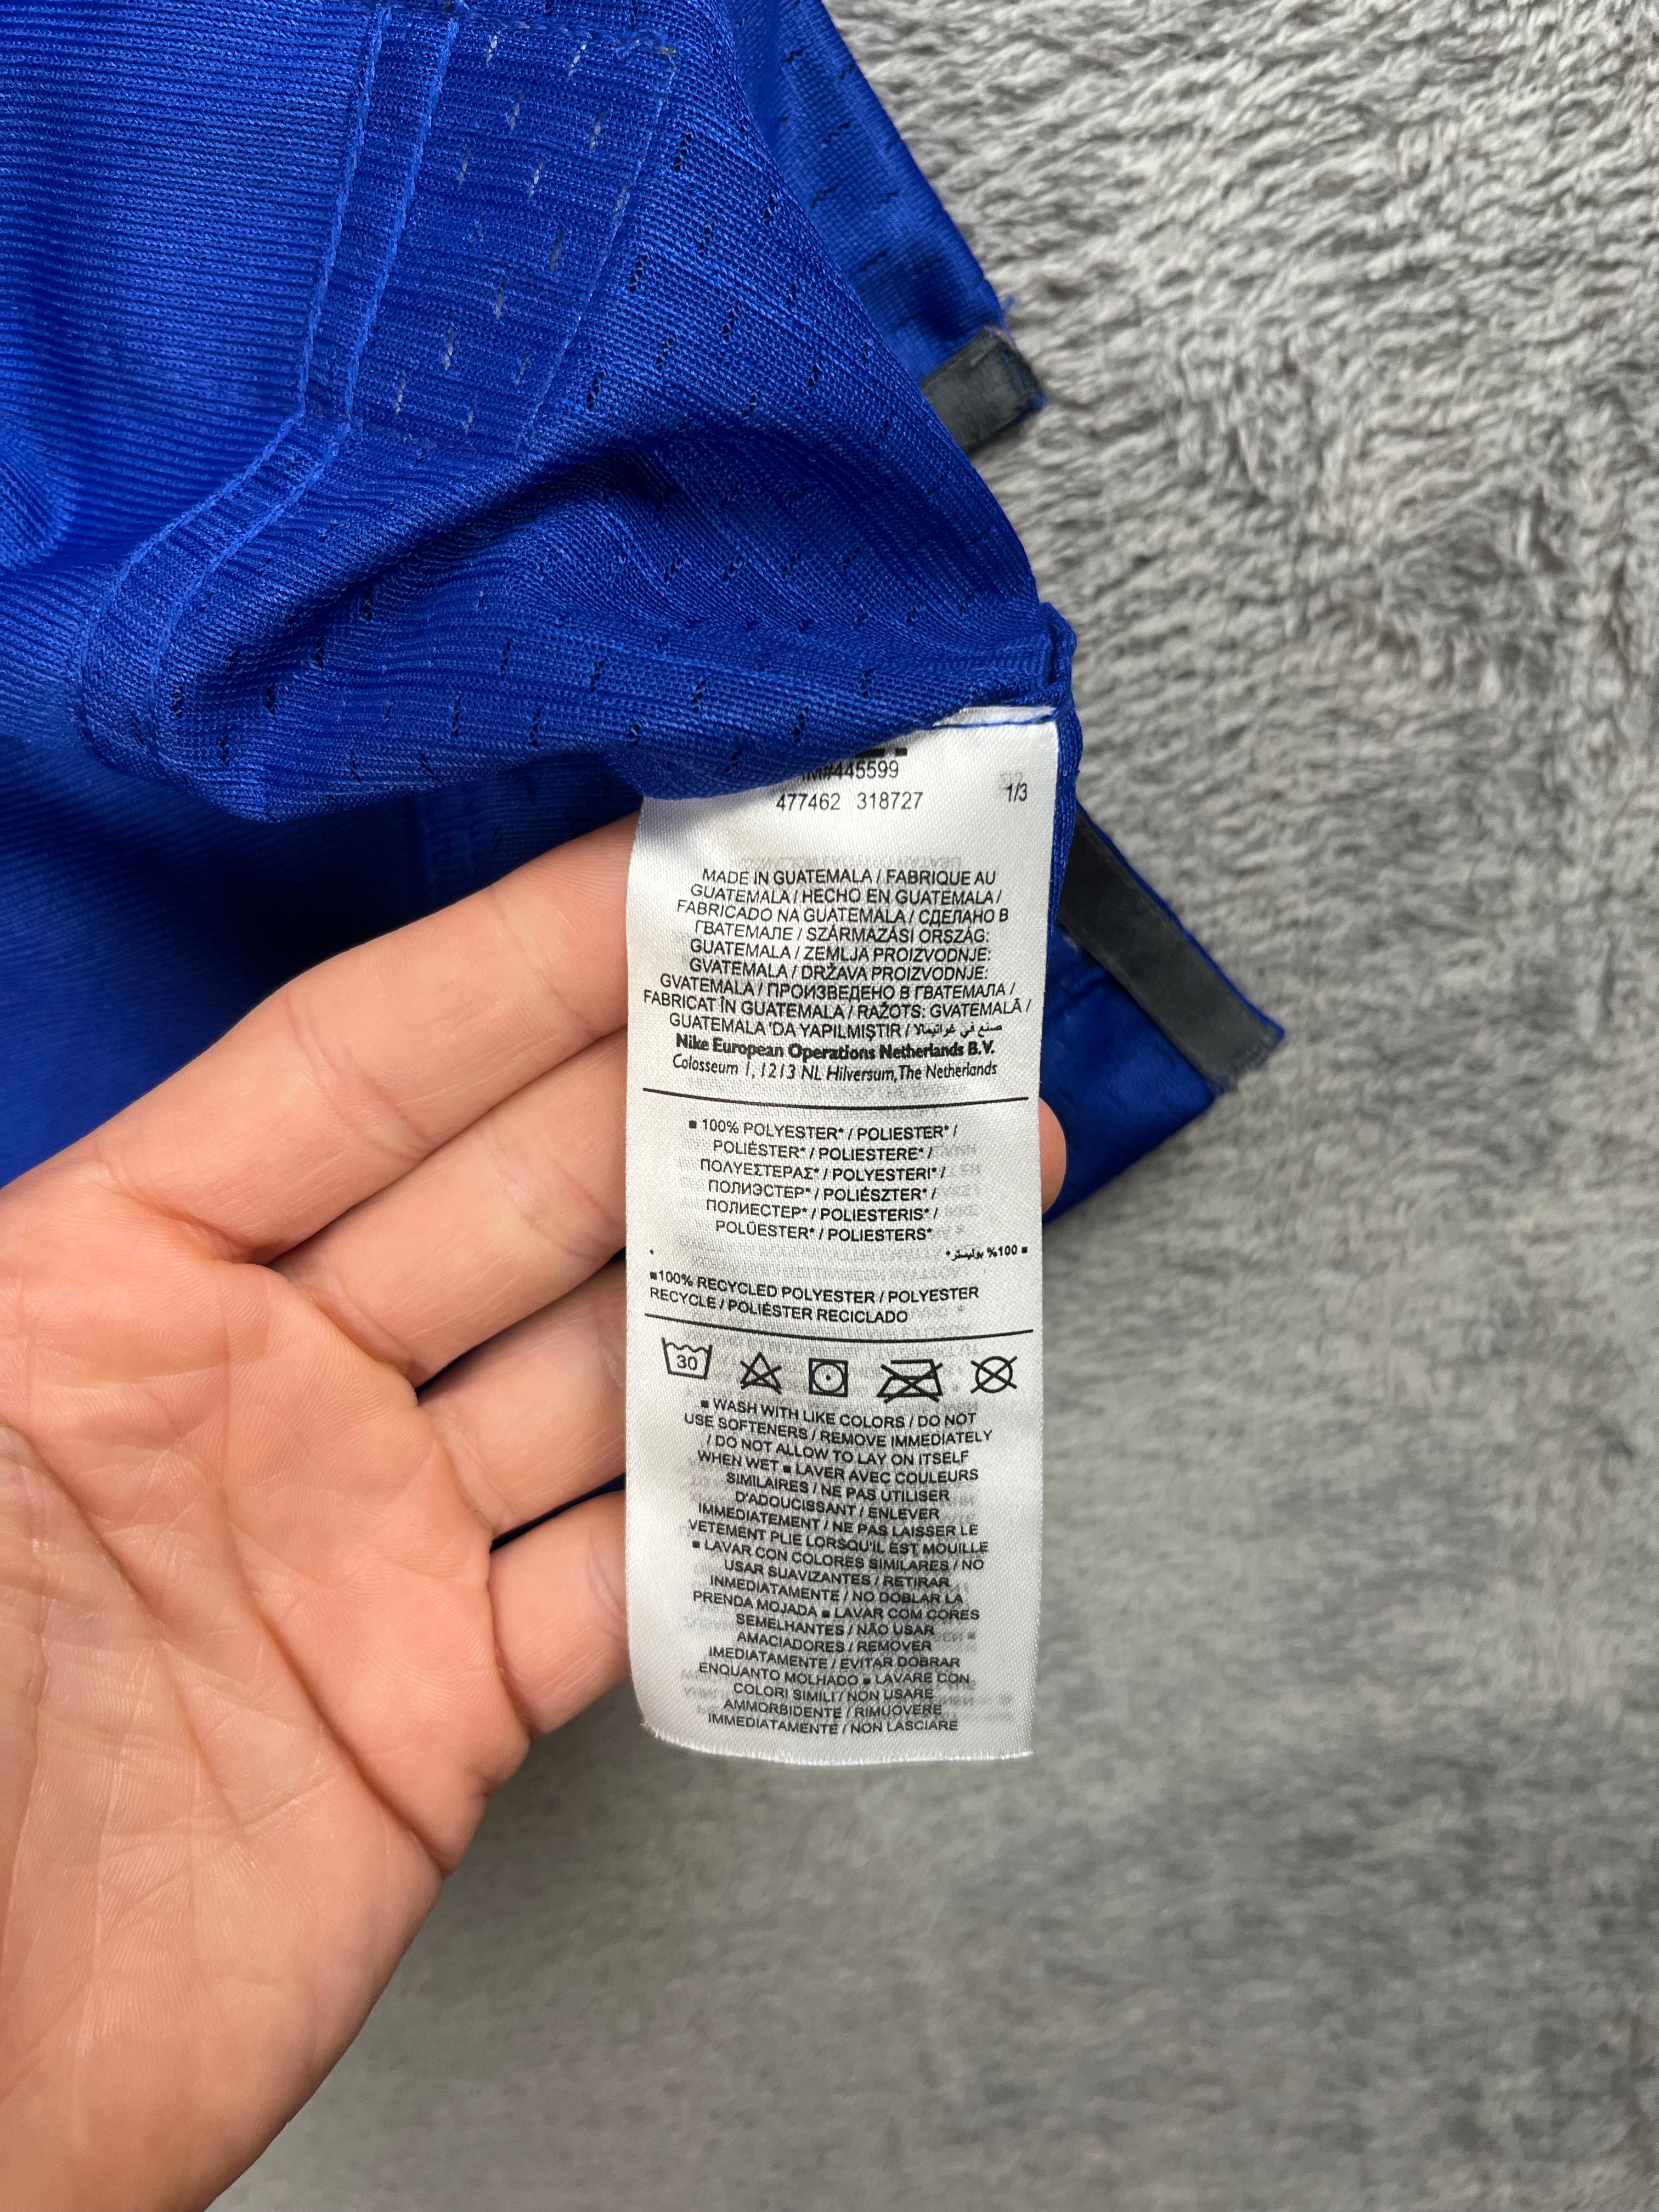 IM#445599
477462 318727
1/3
MADE IN GUATEMALA / FABRIQUE AU
GUATEMALA / HECHO EN GUATEMALA /
FABRICADO NA GUATEMALA / СДЕЛАНО В
ГВАТЕМАЛЕ / SZÁRMAZÁSI ORSZÁG:
GUATEMALA / ZEMLJA PROIZVODNJE:
GVATEMALA / DRŽAVA PROIZVODNJE:
GVATEMALA / ПРОИЗВЕДЕНО В ГВАТЕМАЛА /
FABRICAT ÎN GUATEMALA / RAŽOTS: GVATEMALĀ /
GUATEMALA 'DA YAPILMIŞTIR / صنع في غواتيمالا
Nike European Operations Netherlands B.V.
Colosseum 1, 1213 NL Hilversum, The Netherlands
■ 100% POLYESTER* / POLIESTER* /
POLIÉSTER* / POLIESTERE* /
ΠΟΛΥΕΣΤΕΡΑΣ* / POLYESTERI* /
ПОЛИЭСТЕР* / POLIÉSZTER* /
ПОЛИЕСТЕР* / POLIESTERIS* /
POLÜESTER* / POLIESTERS*
■ 100% بوليستر*
■100% RECYCLED POLYESTER / POLYESTER
RECYCLE / POLIÉSTER RECICLADO
30
■ WASH WITH LIKE COLORS / DO NOT
USE SOFTENERS / REMOVE IMMEDIATELY
/ DO NOT ALLOW TO LAY ON ITSELF
WHEN WET ■ LAVER AVEC COULEURS
SIMILAIRES / NE PAS UTILISER
D'ADOUCISSANT / ENLEVER
IMMEDIATEMENT / NE PAS LAISSER LE
VETEMENT PLIE LORSQU'IL EST MOUILLE
■ LAVAR CON COLORES SIMILARES / NO
USAR SUAVIZANTES / RETIRAR
INMEDIATAMENTE / NO DOBLAR LA
PRENDA MOJADA ■ LAVAR COM CORES
SEMELHANTES / NÃO USAR
AMACIADORES / REMOVER
IMEDIATAMENTE / EVITAR DOBRAR
ENQUANTO MOLHADO ■ LAVARE CON
COLORI SIMILI / NON USARE
AMMORBIDENTE / RIMUOVERE
IMMEDIATAMENTE / NON LASCIARE